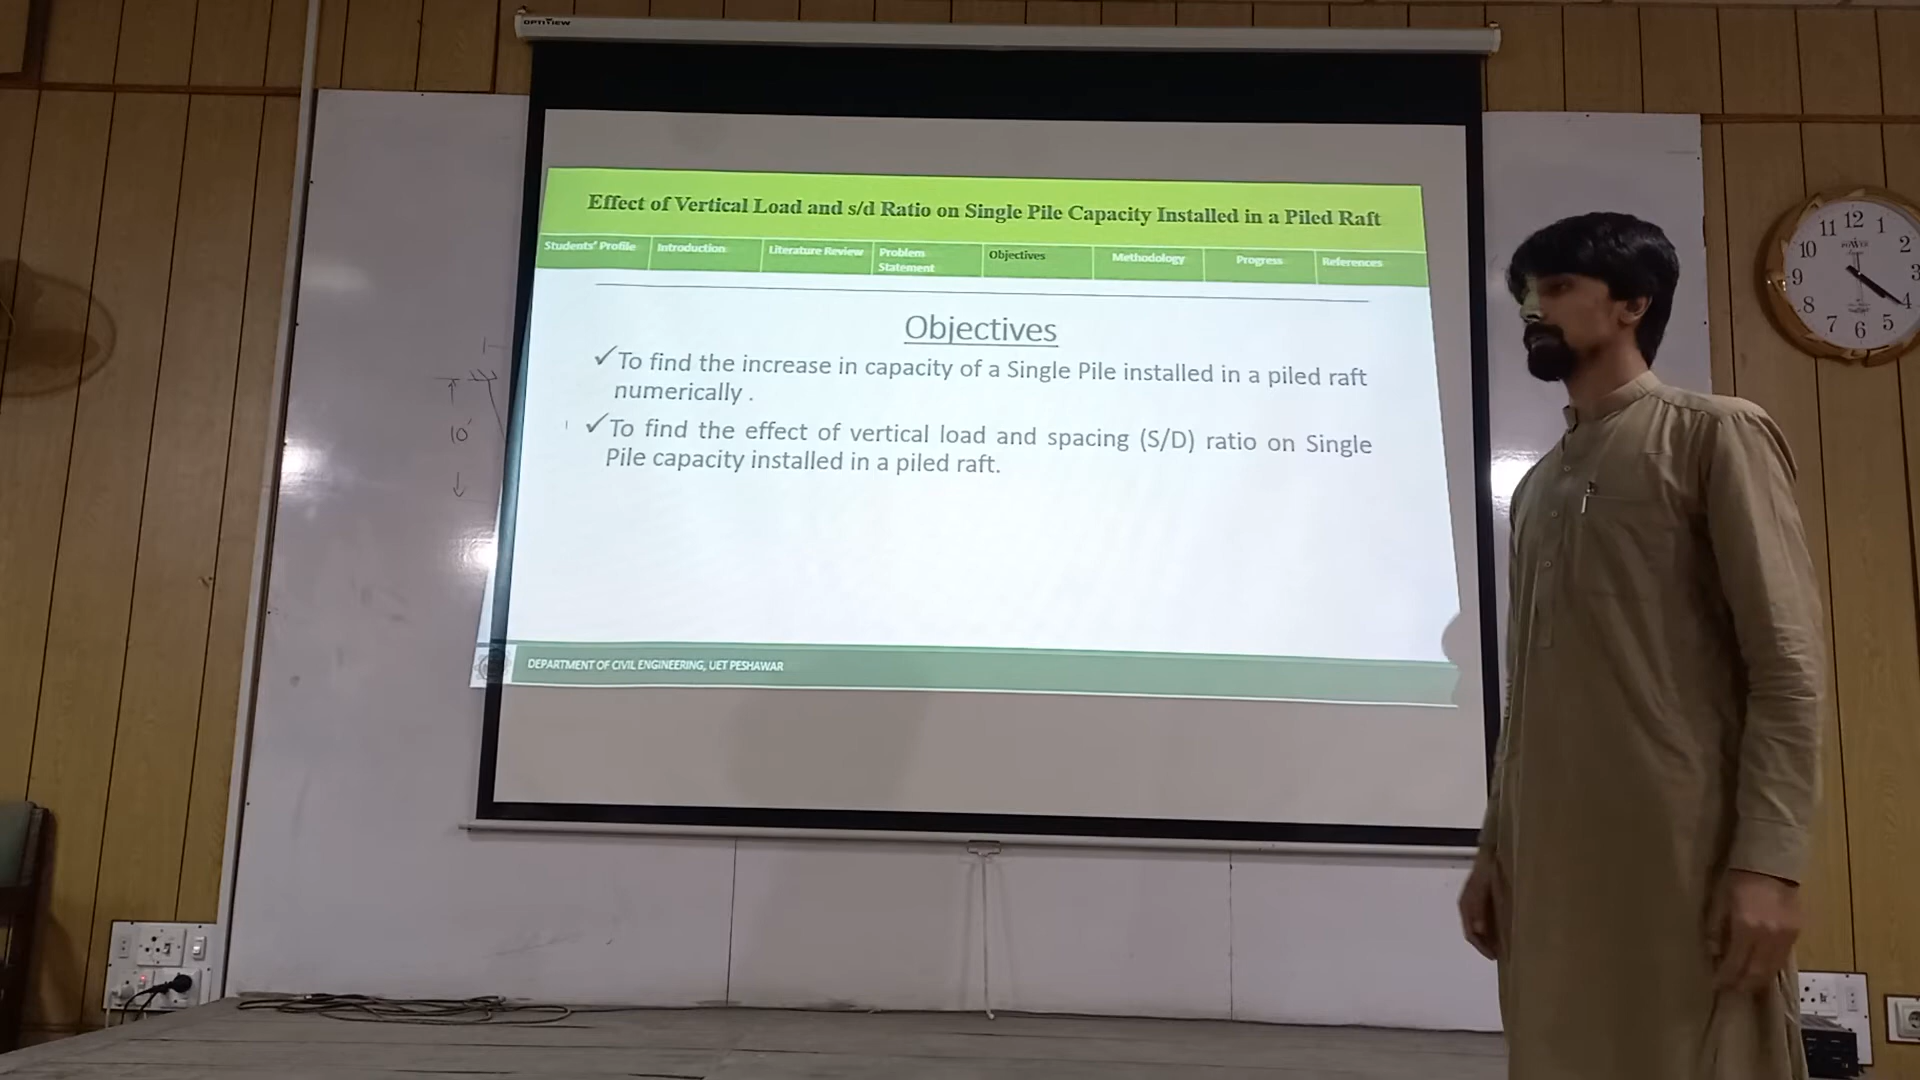 OPTIVIEW
Effect of Vertical Load and s/d Ratio on Single Pile Capacity Installed in a Piled Raft
Students' Profile Introduction Literature Review Problem Statement Objectives Methodology Progress References
Objectives
✓To find the increase in capacity of a Single Pile installed in a piled raft
numerically .
✓To find the effect of vertical load and spacing (S/D) ratio on Single
Pile capacity installed in a piled raft.
DEPARTMENT OF CIVIL ENGINEERING, UET PESHAWAR
10'
12 1 2 3 4 5 6 7 8 9 10 11
POWER